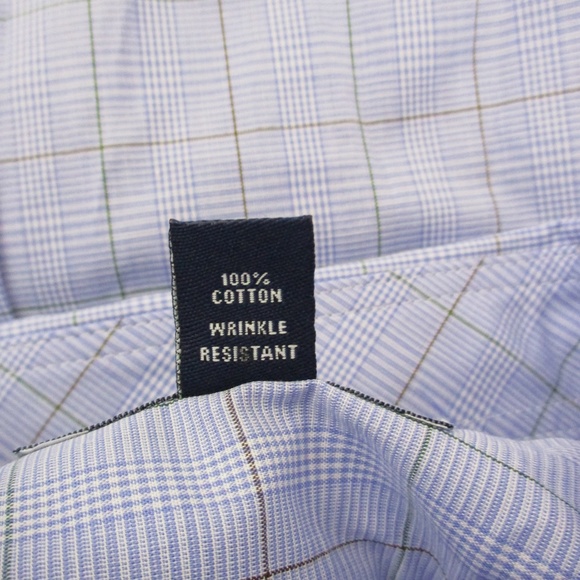 100%
COTTON
WRINKLE
RESISTANT